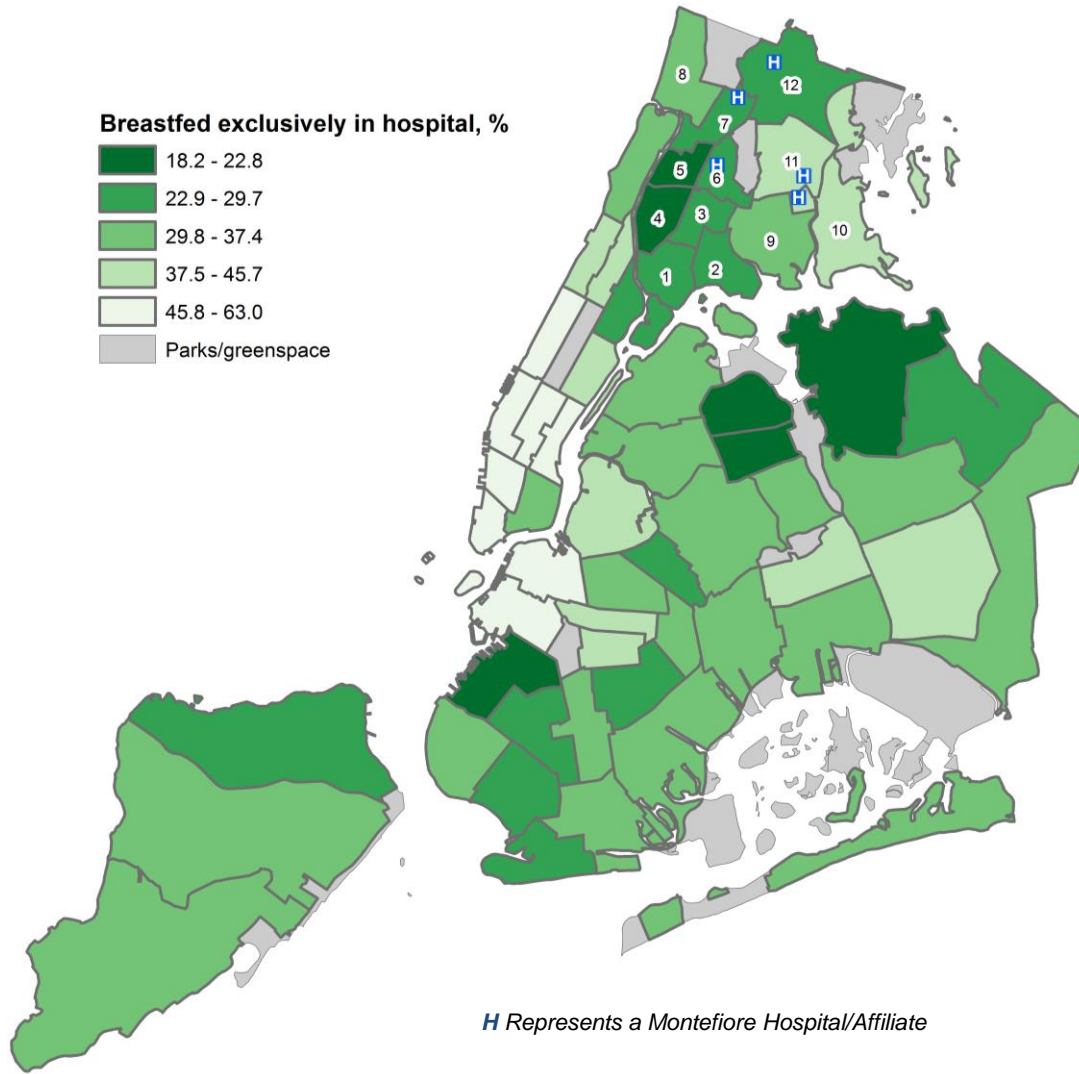 Breastfed exclusively in hospital, %
18.2 - 22.8
22.9 - 29.7
29.8 - 37.4
37.5 - 45.7
45.8 - 63.0
Parks/greenspace
H
8
12
H
7
5
H
6
11
H
H
4
3
9
10
1
2
H Represents a Montefiore Hospital/Affiliate